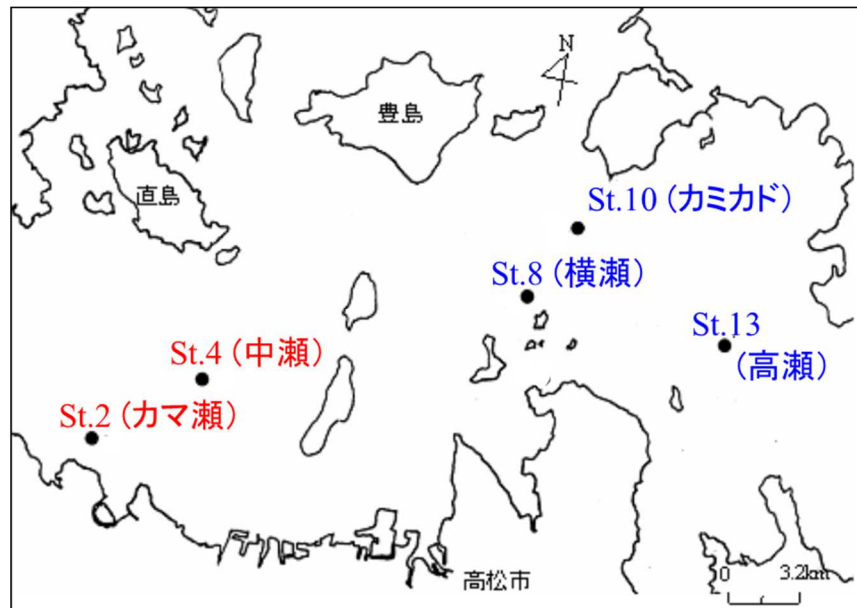 N
豊島
直島
St.10 (カミカド)
St.8 (横瀬)
St.13
(高瀬)
St.4 (中瀬)
St.2 (カマ瀬)
高松市
0 3.2km